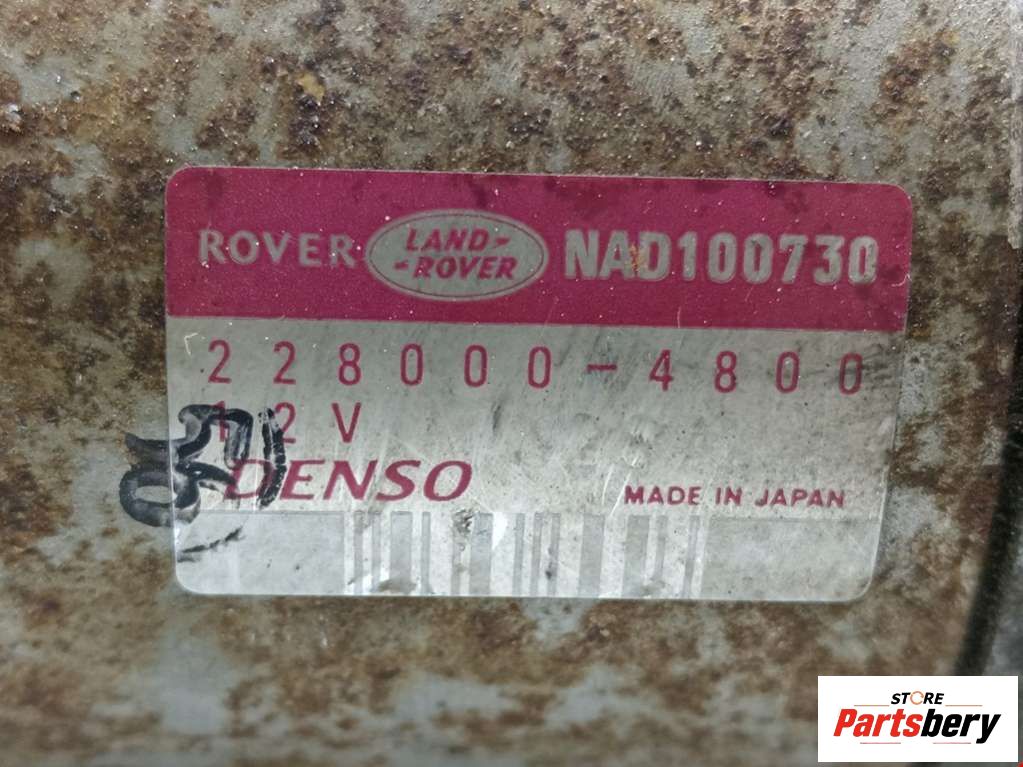 ROVER LAND-
-ROVER NAD100730
228000-4800
12V
DENSO MADE IN JAPAN
STORE
Partsbery